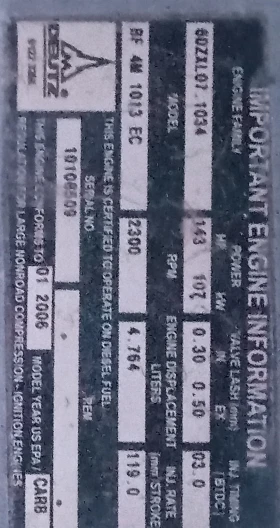 IMPORTANT ENGINE INFORMATION
ENGINE FAMILY POWER VALVE LASH (mm) INJ. TIMING
HP KW IN EX (°BTDC)
6DZXL07.1034 143 107 0.30 0.50 03.0
MODEL RPM ENGINE DISPLACEMENT INJ. RATE
LITERS (mm³/STROKE)
BF 4M 1013 EC 2300 4.764 119.0
THIS ENGINE IS CERTIFIED TO OPERATE ON DIESEL FUEL
SERIAL NO. REM
DEUTZ
THIS ENGINE CONFORMS TO 01 2006 MODEL YEAR US EPA / CARB
REGULATIONS FOR LARGE NONROAD COMPRESSION - IGNITION ENGINES